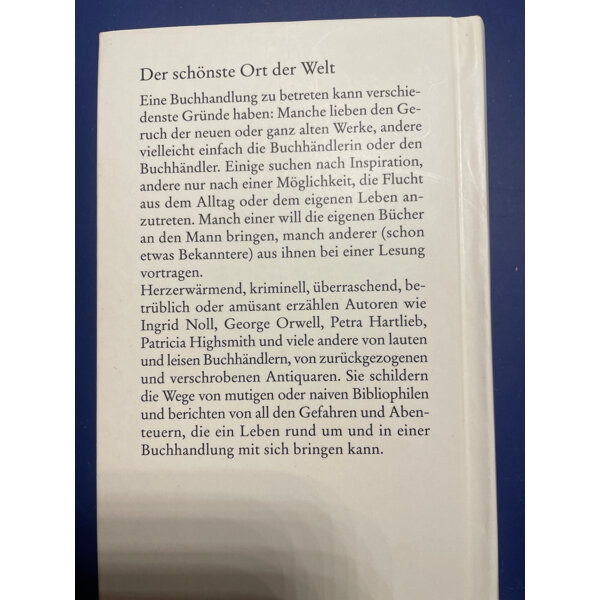 Der schönste Ort der Welt
Eine Buchhandlung zu betreten kann verschie-
denste Gründe haben: Manche lieben den Ge-
ruch der neuen oder ganz alten Werke, andere
vielleicht einfach die Buchhändlerin oder den
Buchhändler. Einige suchen nach Inspiration,
andere nur nach einer Möglichkeit, die Flucht
aus dem Alltag oder dem eigenen Leben an-
zutreten. Manch einer will die eigenen Bücher
an den Mann bringen, manch anderer (schon
etwas Bekanntere) aus ihnen bei einer Lesung
vortragen.
Herzerwärmend, kriminell, überraschend, be-
trüblich oder amüsant erzählen Autoren wie
Ingrid Noll, George Orwell, Petra Hartlieb,
Patricia Highsmith und viele andere von lauten
und leisen Buchhändlern, von zurückgezogenen
und verschrobenen Antiquaren. Sie schildern
die Wege von mutigen oder naiven Bibliophilen
und berichten von all den Gefahren und Aben-
teuern, die ein Leben rund um und in einer
Buchhandlung mit sich bringen kann.